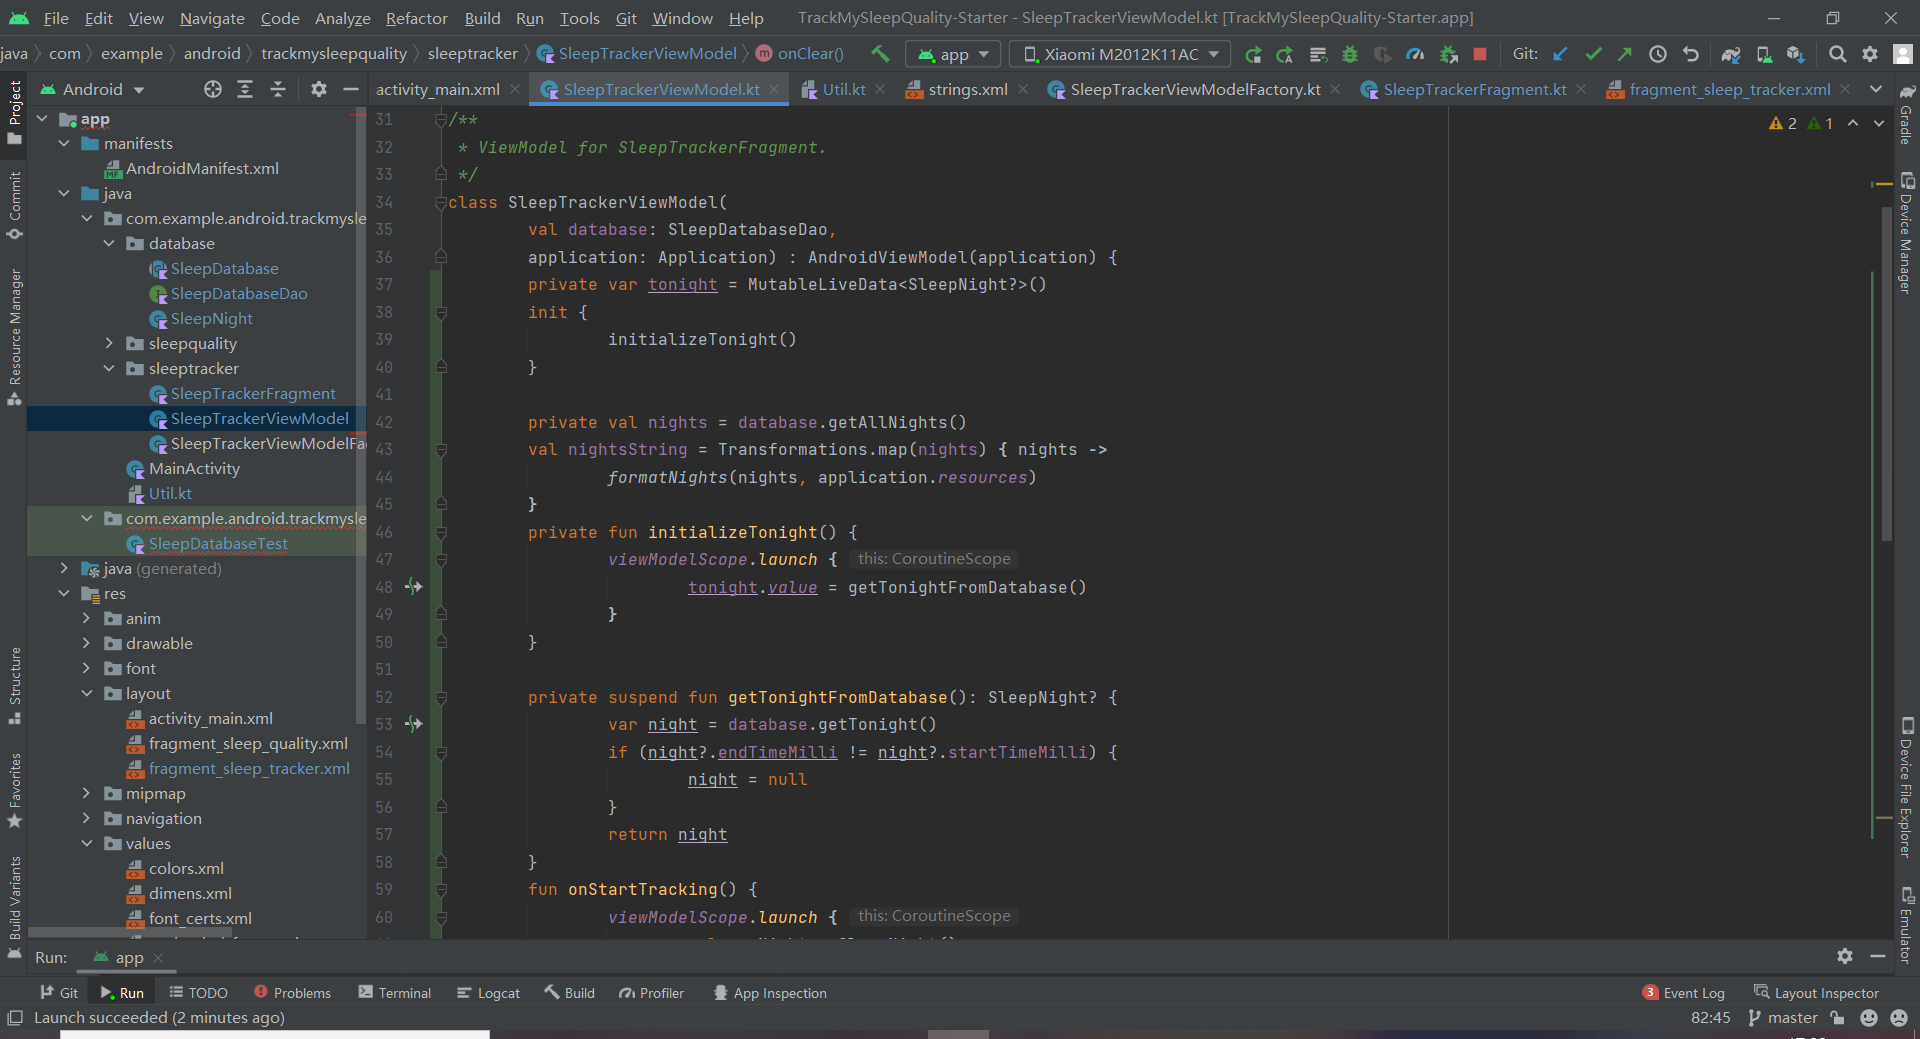 File Edit View Navigate Code Analyze Refactor Build Run Tools Git Window Help TrackMySleepQuality-Starter - SleepTrackerViewModel.kt [TrackMySleepQuality-Starter.app]
java com example android trackmysleepquality sleeptracker SleepTrackerViewModel m onClear() app Xiaomi M2012K11AC Git:
Android activity_main.xml SleepTrackerViewModel.kt Util.kt strings.xml SleepTrackerViewModelFactory.kt SleepTrackerFragment.kt fragment_sleep_tracker.xml
Project
Commit
Resource Manager
Structure
Favorites
Build Variants
app
manifests
AndroidManifest.xml
java
com.example.android.trackmysle
database
SleepDatabase
SleepDatabaseDao
SleepNight
sleepquality
sleeptracker
SleepTrackerFragment
SleepTrackerViewModel
SleepTrackerViewModelFa
MainActivity
Util.kt
com.example.android.trackmysle
SleepDatabaseTest
java (generated)
res
anim
drawable
font
layout
activity_main.xml
fragment_sleep_quality.xml
fragment_sleep_tracker.xml
mipmap
navigation
values
colors.xml
dimens.xml
font_certs.xml
2 1
31 /**
32 * ViewModel for SleepTrackerFragment.
33 */
34 class SleepTrackerViewModel(
35 val database: SleepDatabaseDao,
36 application: Application) : AndroidViewModel(application) {
37 private var tonight = MutableLiveData<SleepNight?>()
38 init {
39 initializeTonight()
40 }
41
42 private val nights = database.getAllNights()
43 val nightsString = Transformations.map(nights) { nights ->
44 formatNights(nights, application.resources)
45 }
46 private fun initializeTonight() {
47 viewModelScope.launch { this: CoroutineScope
48 tonight.value = getTonightFromDatabase()
49 }
50 }
51
52 private suspend fun getTonightFromDatabase(): SleepNight? {
53 var night = database.getTonight()
54 if (night?.endTimeMilli != night?.startTimeMilli) {
55 night = null
56 }
57 return night
58 }
59 fun onStartTracking() {
60 viewModelScope.launch { this: CoroutineScope
Gradle
Device Manager
Device File Explorer
Emulator
Run: app
Git Run TODO Problems Terminal Logcat Build Profiler App Inspection 3 Event Log Layout Inspector
Launch succeeded (2 minutes ago) 82:45 master